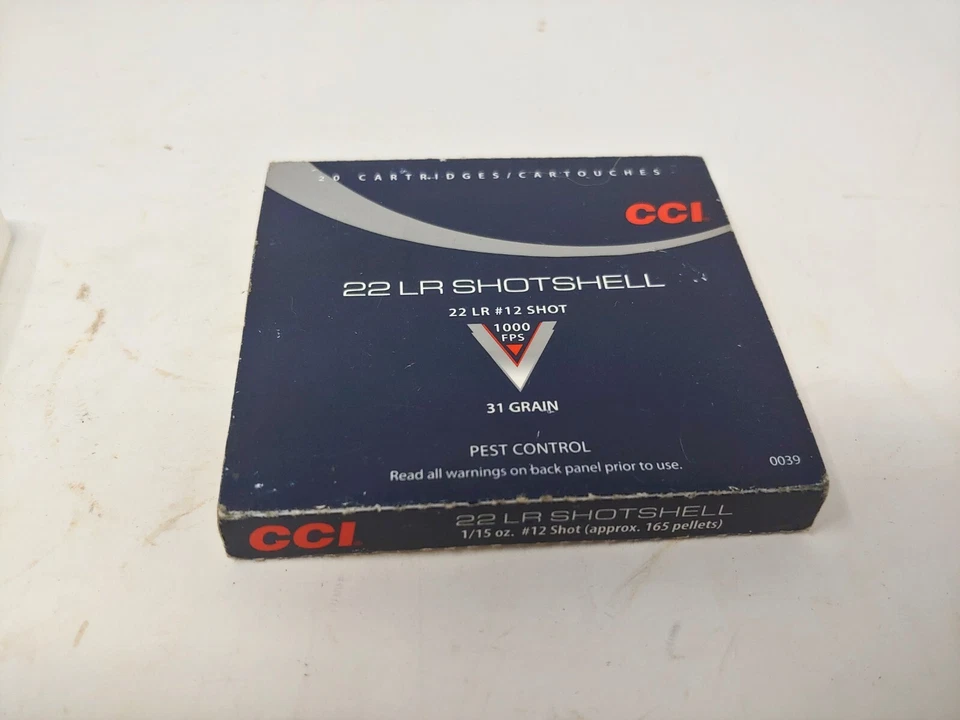 20 CARTRIDGES/CARTOUCHES
CCI
22 LR SHOTSHELL
22 LR #12 SHOT
1000
FPS
31 GRAIN
PEST CONTROL
Read all warnings on back panel prior to use.
0039
CCI
22 LR SHOTSHELL
1/15 oz. #12 Shot (approx. 165 pellets)